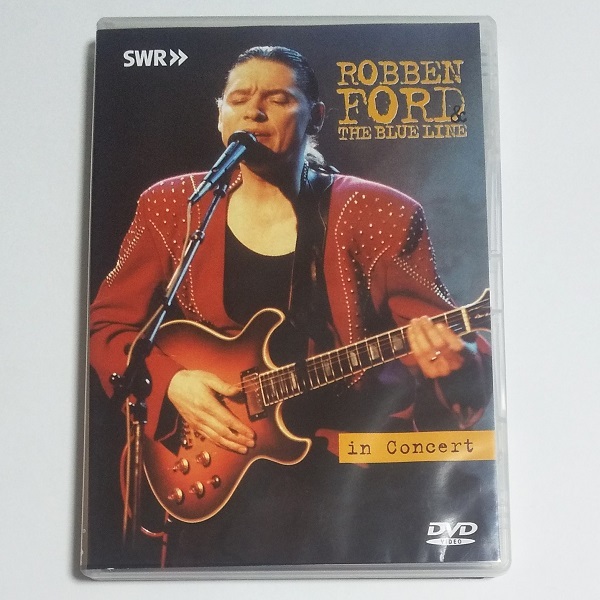 SWR
ROBBEN
FORD &
THE BLUE LINE
in Concert
DVD
VIDEO